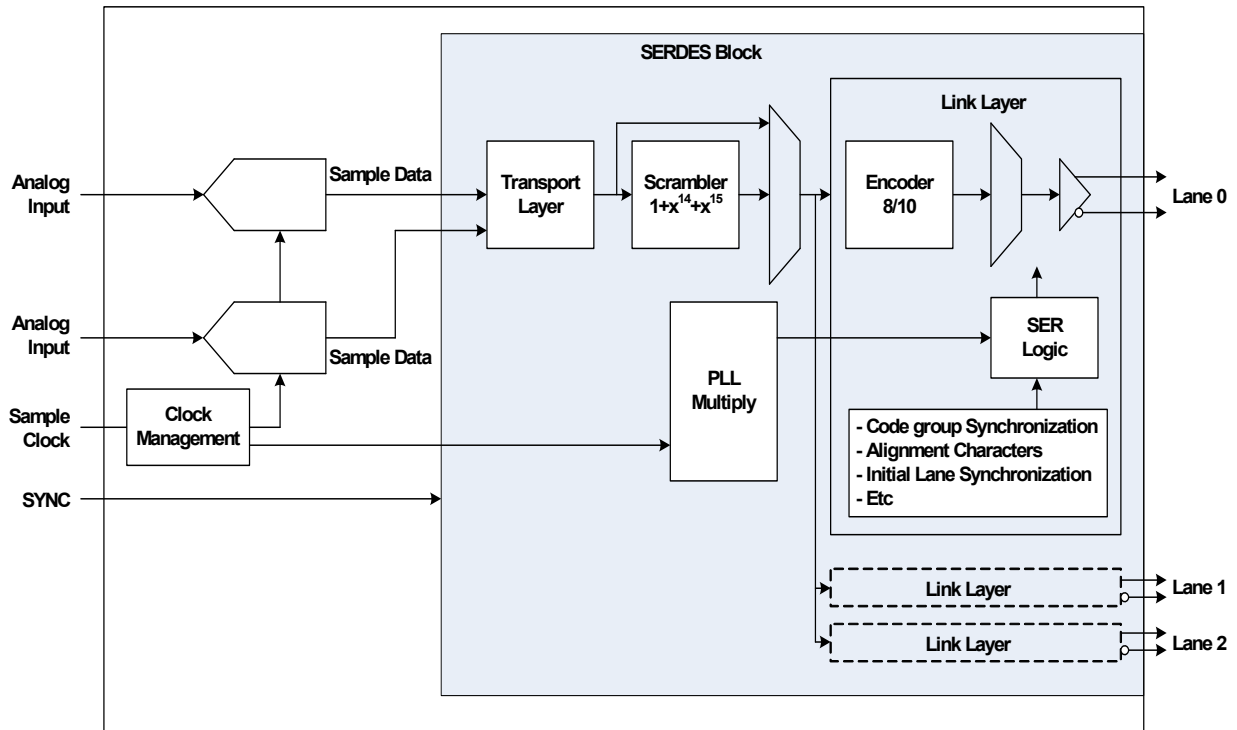 SERDES Block
Link Layer
Analog
Input
Sample Data
Transport
Layer
Scrambler
1+x^14+x^15
Encoder
8/10
Lane 0
Analog
Input
Sample Data
SER
Logic
PLL
Multiply
Sample
Clock
Clock
Management
- Code group Synchronization
- Alignment Characters
- Initial Lane Synchronization
- Etc
SYNC
Link Layer
Lane 1
Link Layer
Lane 2